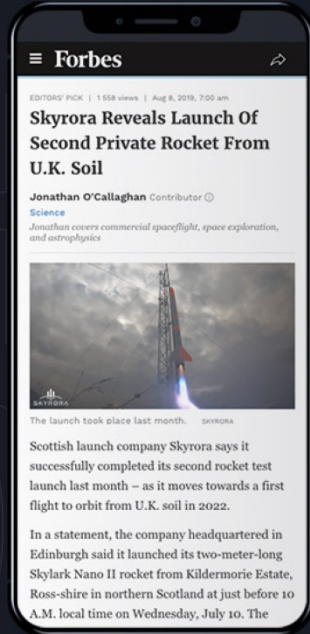 Forbes
EDITORS' PICK | 1 558 views | Aug 8, 2019, 7:00 am
Skyrora Reveals Launch Of
Second Private Rocket From
U.K. Soil
Jonathan O'Callaghan Contributor
Science
Jonathan covers commercial spaceflight, space exploration,
and astrophysics
SKYRORA
The launch took place last month. SKYRORA
Scottish launch company Skyrora says it
successfully completed its second rocket test
launch last month – as it moves towards a first
flight to orbit from U.K. soil in 2022.
In a statement, the company headquartered in
Edinburgh said it launched its two-meter-long
Skylark Nano II rocket from Kildermorie Estate,
Ross-shire in northern Scotland at just before 10
A.M. local time on Wednesday, July 10. The